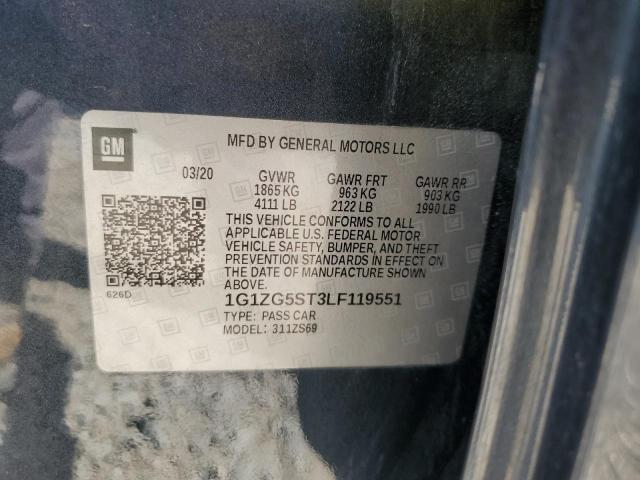 GM
MFD BY GENERAL MOTORS LLC
03/20 GVWR GAWR FRT GAWR RR
1865 KG 963 KG 903 KG
4111 LB 2122 LB 1990 LB
THIS VEHICLE CONFORMS TO ALL
APPLICABLE U.S. FEDERAL MOTOR
VEHICLE SAFETY, BUMPER, AND THEFT
PREVENTION STANDARDS IN EFFECT
ON THE DATE OF MANUFACTURE SHOWN
ABOVE.
626D
1G1ZG5ST3LF119551
TYPE: PASS CAR
MODEL: 311ZS69